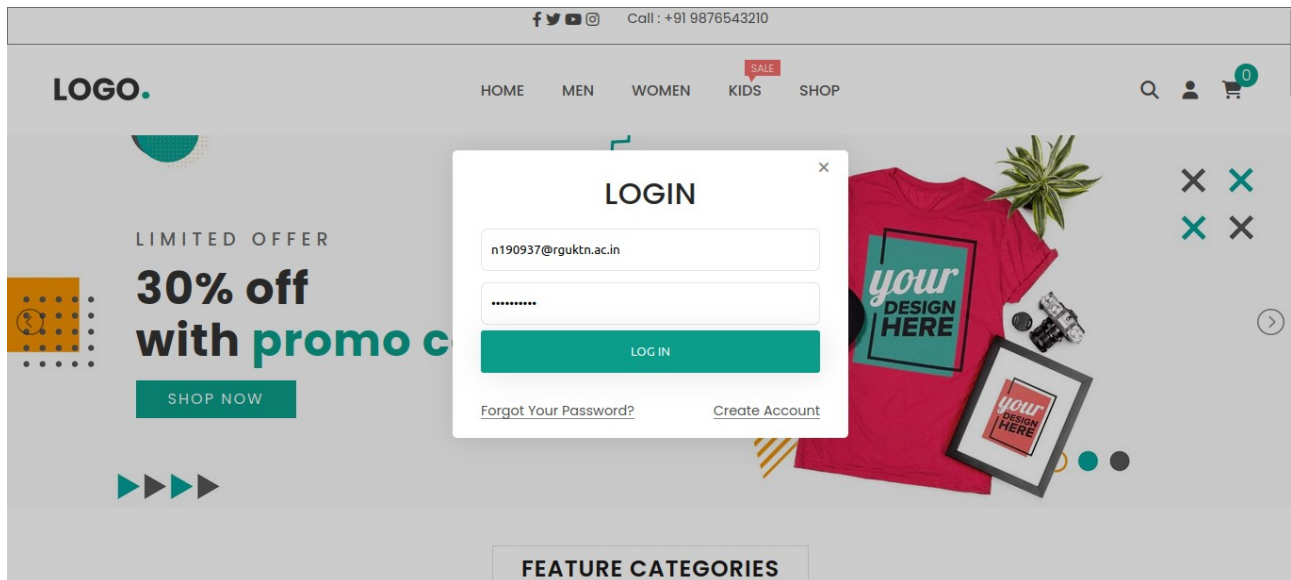 Call : +91 9876543210
SALE
LOGO.
HOME MEN WOMEN KIDS SHOP
0
LOGIN
n190937@rguktn.ac.in
••••••••••
LOG IN
Forgot Your Password? Create Account
LIMITED OFFER
30% off
with promo c
SHOP NOW
your
DESIGN
HERE
your
DESIGN
HERE
FEATURE CATEGORIES